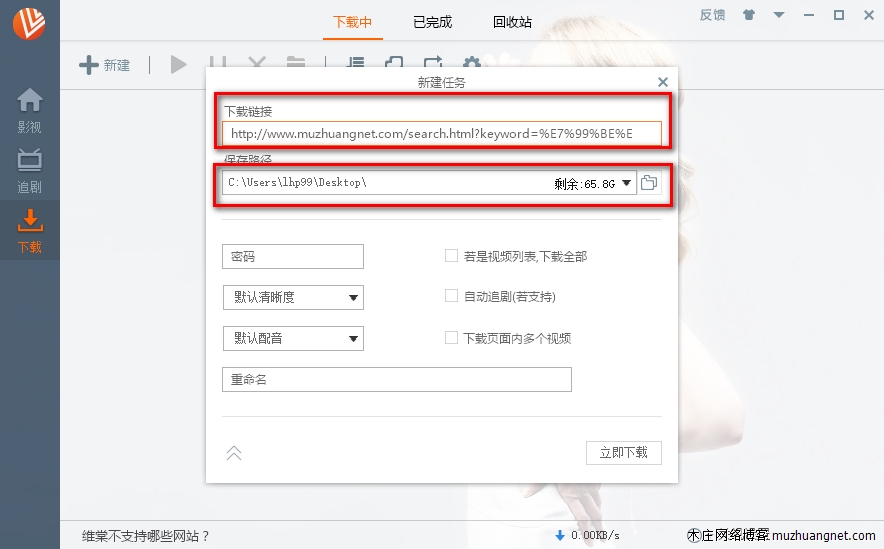 下载中 已完成 回收站 反馈
新建
新建任务
影视
追剧
下载
下载链接
http://www.muzhuangnet.com/search.html?keyword=%E7%99%BE%E
保存路径
C:\Users\lhp99\Desktop\ 剩余:65.8G
密码 若是视频列表,下载全部
默认清晰度 自动追剧(若支持)
默认配音 下载页面内多个视频
重命名
立即下载
维棠不支持哪些网站？ 0.00KB/s
木庄网络博客 muzhuangnet.com